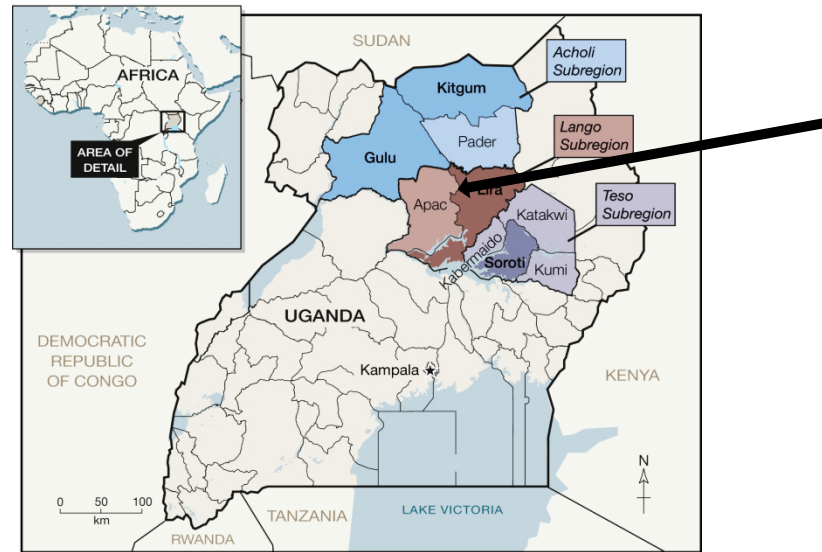 AFRICA
AREA OF
DETAIL
SUDAN
Acholi
Subregion
Kitgum
Pader
Gulu
Lango
Subregion
Lira
Apac
Teso
Subregion
Katakwi
Kabermaido
Soroti
Kumi
UGANDA
DEMOCRATIC
REPUBLIC
OF CONGO
Kampala
KENYA
N
0 50 100
km
TANZANIA
LAKE VICTORIA
RWANDA